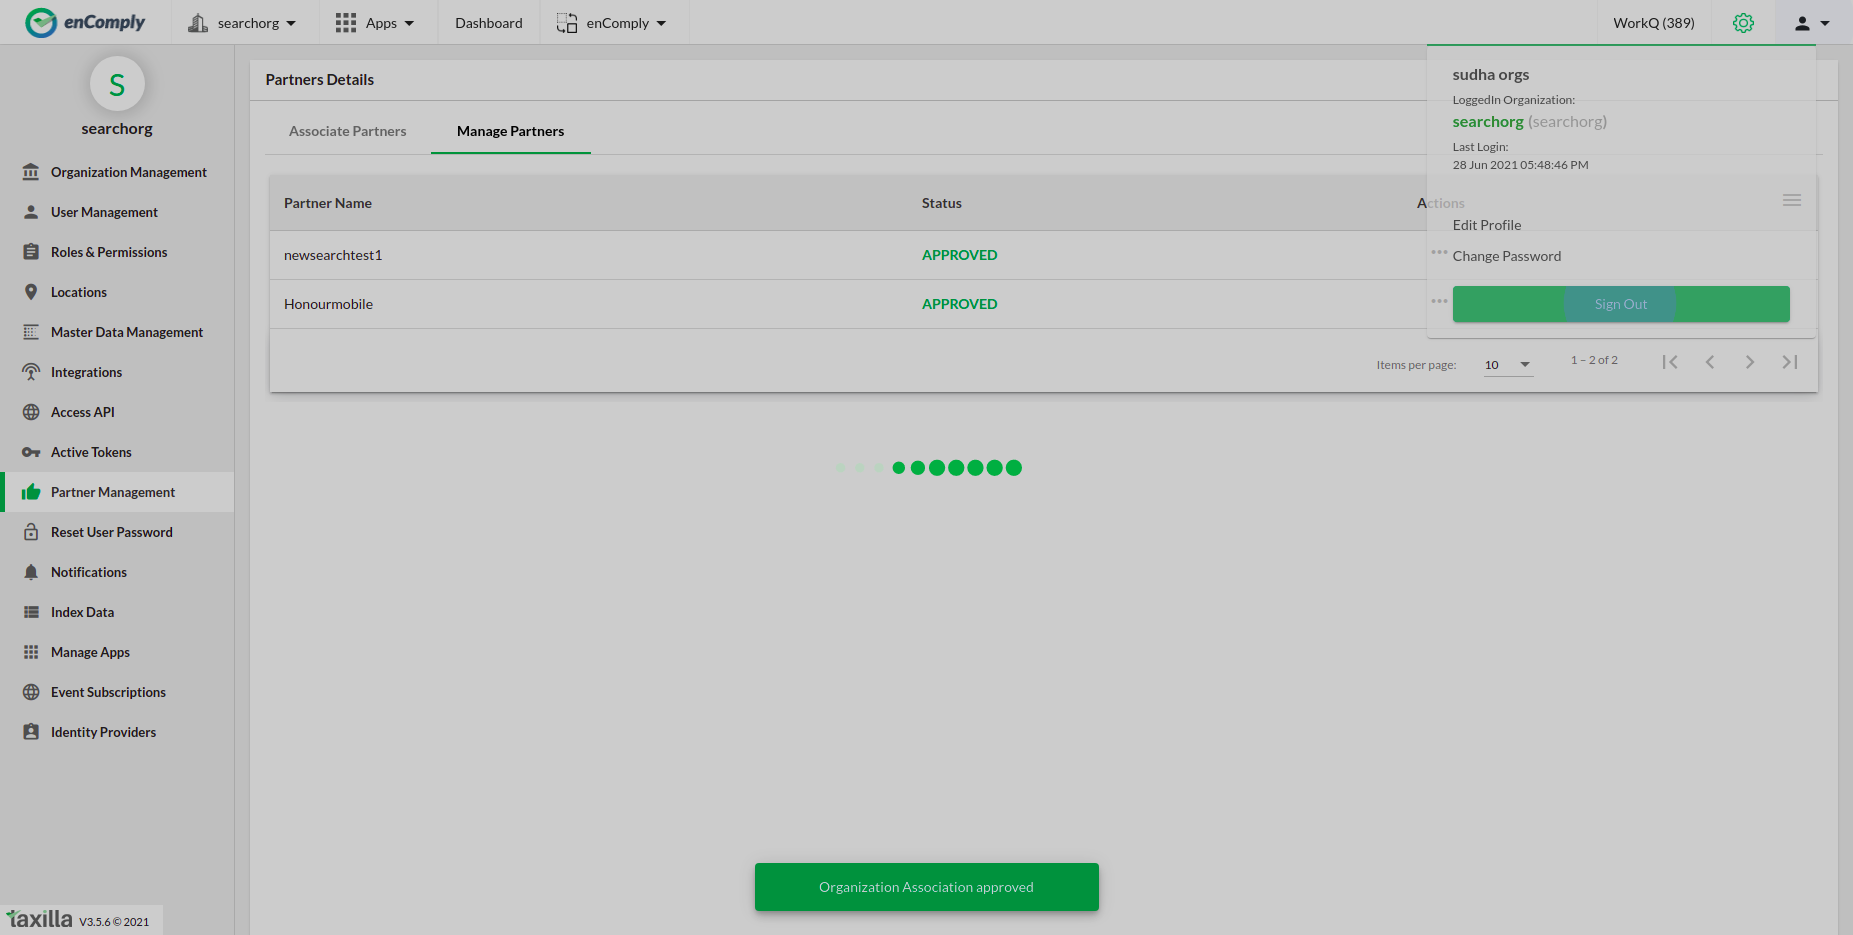 enComply
searchorg
Apps
Dashboard
enComply
WorkQ (389)
S
searchorg
Organization Management
User Management
Roles & Permissions
Locations
Master Data Management
Integrations
Access API
Active Tokens
Partner Management
Reset User Password
Notifications
Index Data
Manage Apps
Event Subscriptions
Identity Providers
taxilla V3.5.6 © 2021
Partners Details
Associate Partners
Manage Partners
Partner Name
Status
Actions
newsearchtest1
APPROVED
Honourmobile
APPROVED
Items per page:
10
1 – 2 of 2
sudha orgs
LoggedIn Organization:
searchorg (searchorg)
Last Login:
28 Jun 2021 05:48:46 PM
Edit Profile
Change Password
Sign Out
Organization Association approved